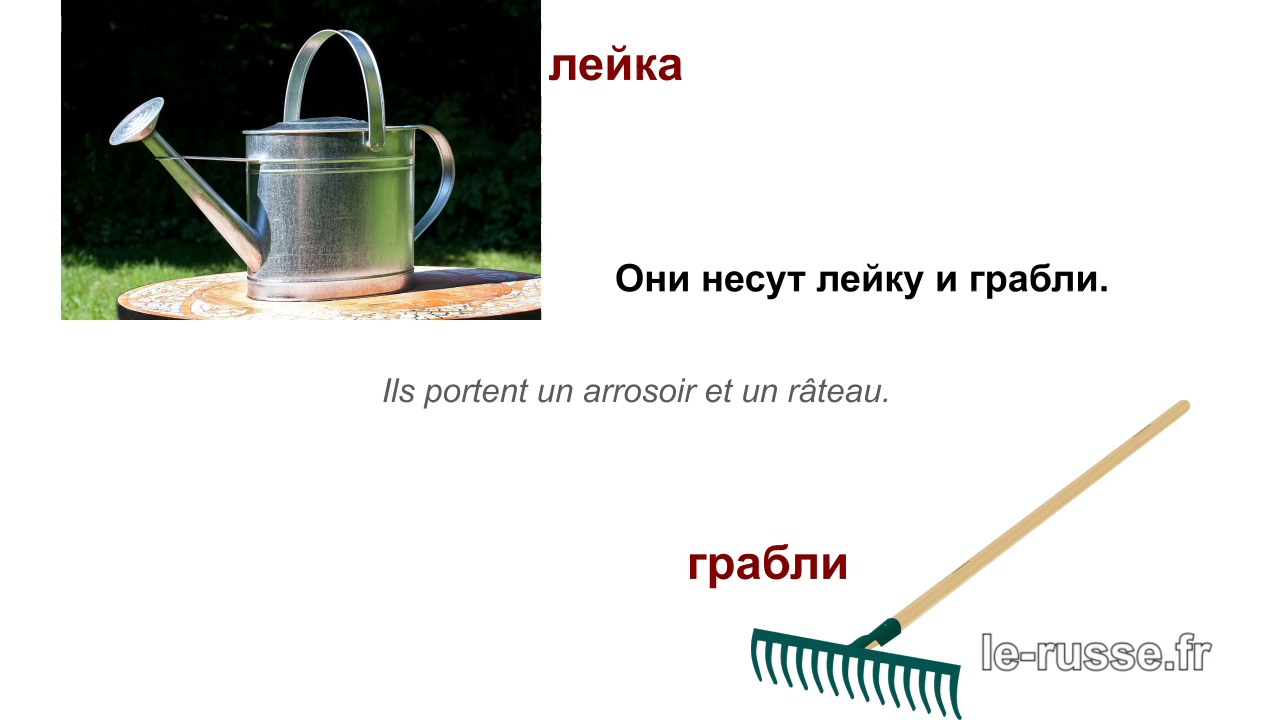 лейка
Они несут лейку и грабли.
Ils portent un arrosoir et un râteau.
грабли
le-russe.fr